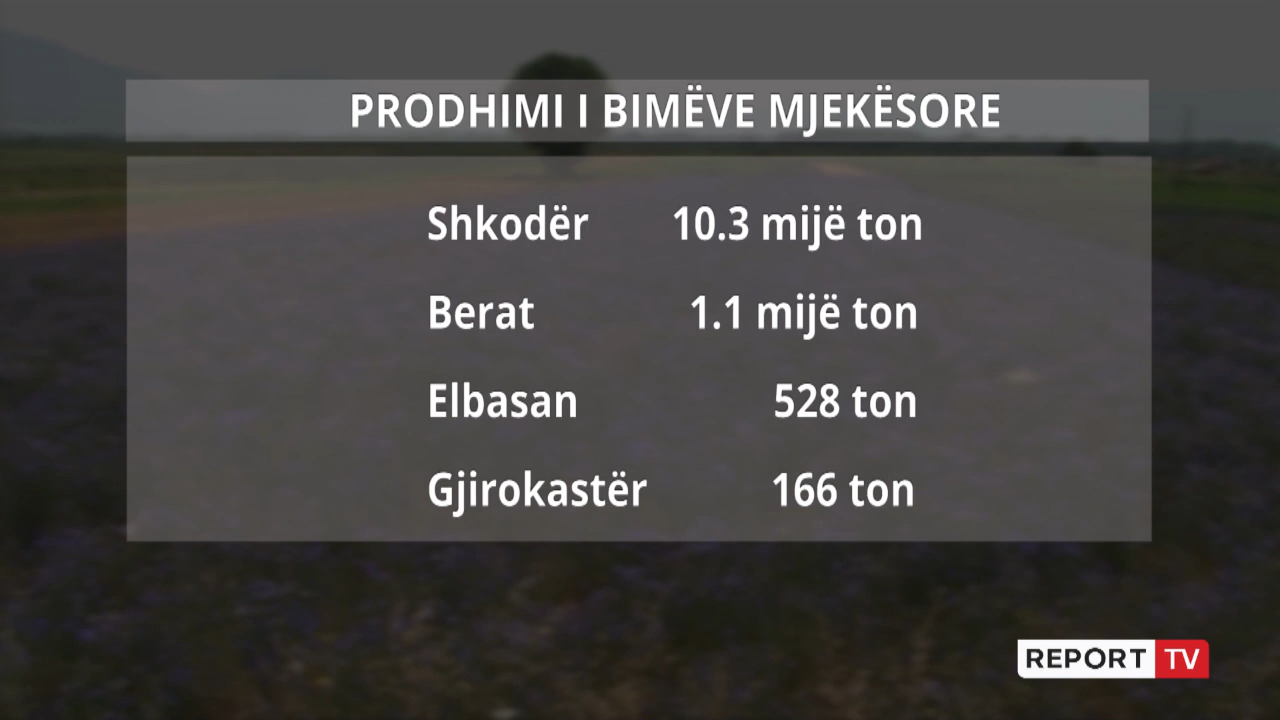 PRODHIMI I BIMËVE MJEKËSORE
Shkodër 10.3 mijë ton
Berat 1.1 mijë ton
Elbasan 528 ton
Gjirokastër 166 ton
REPORT TV